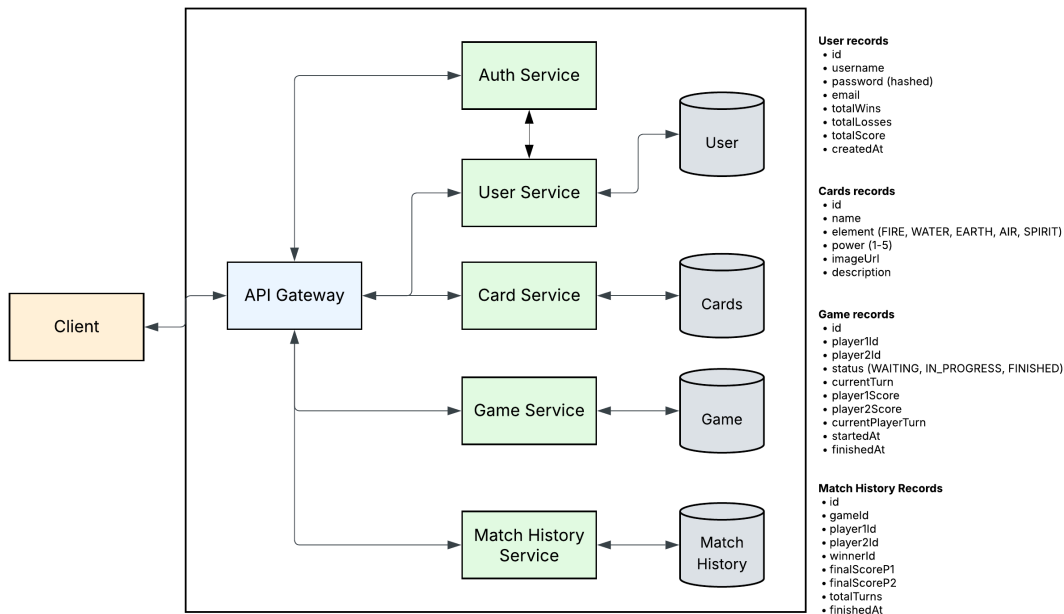 Auth Service
User Service
User
API Gateway
Card Service
Cards
Client
Game Service
Game
Match History
Service
Match
History
User records
• id
• username
• password (hashed)
• email
• totalWins
• totalLosses
• totalScore
• createdAt
Cards records
• id
• name
• element (FIRE, WATER, EARTH, AIR, SPIRIT)
• power (1-5)
• imageUrl
• description
Game records
• id
• player1Id
• player2Id
• status (WAITING, IN_PROGRESS, FINISHED)
• currentTurn
• player1Score
• player2Score
• currentPlayerTurn
• startedAt
• finishedAt
Match History Records
• id
• gameId
• player1Id
• player2Id
• winnerId
• finalScoreP1
• finalScoreP2
• totalTurns
• finishedAt